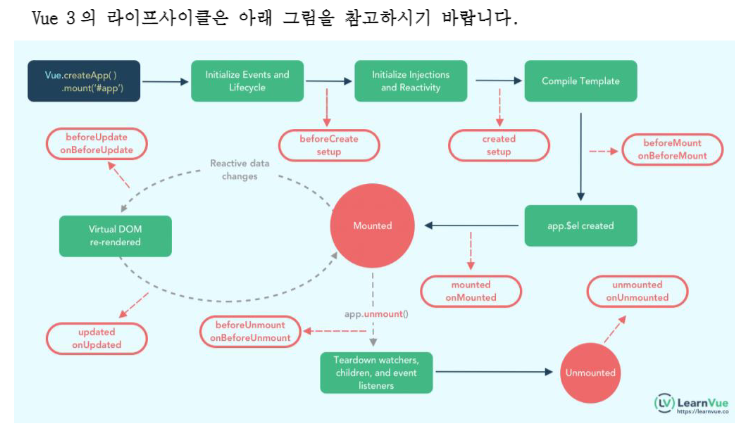 Vue 3의 라이프사이클은 아래 그림을 참고하시기 바랍니다.
Vue.createApp( )
.mount('#app')
Initialize Events and
Lifecycle
Initialize Injections
and Reactivity
Compile Template
beforeUpdate
onBeforeUpdate
beforeCreate
setup
created
setup
beforeMount
onBeforeMount
Reactive data
changes
Virtual DOM
re-rendered
Mounted
app.$el created
mounted
onMounted
unmounted
onUnmounted
app.unmount()
updated
onUpdated
beforeUnmount
onBeforeUnmount
Teardown watchers,
children, and event
listeners
Unmounted
LV LearnVue
https://learnvue.co